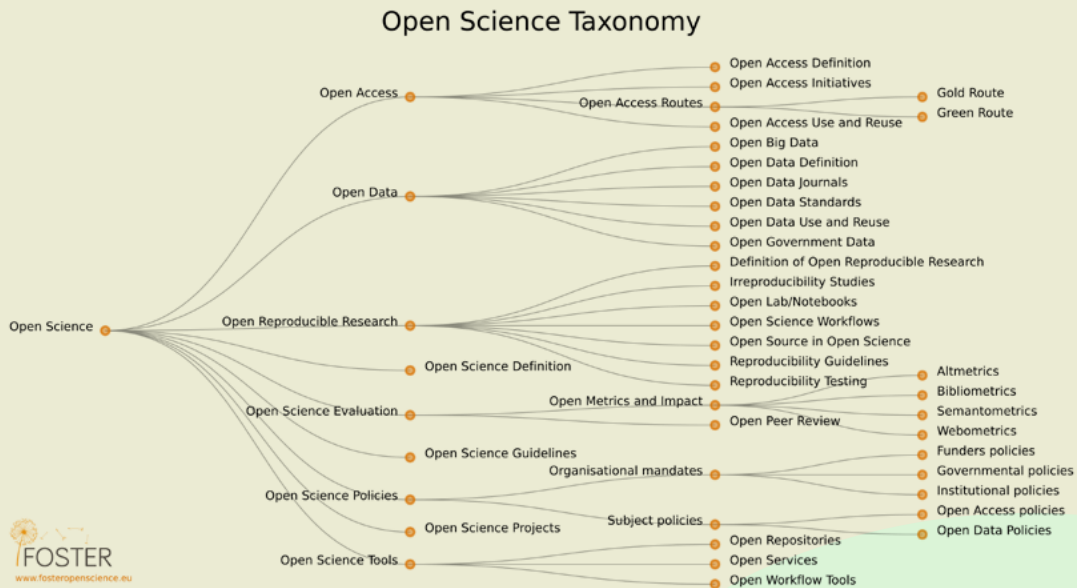 Open Science Taxonomy
Open Science
Open Access
Open Access Definition
Open Access Initiatives
Open Access Routes
Gold Route
Green Route
Open Access Use and Reuse
Open Data
Open Big Data
Open Data Definition
Open Data Journals
Open Data Standards
Open Data Use and Reuse
Open Government Data
Open Reproducible Research
Definition of Open Reproducible Research
Irreproducibility Studies
Open Lab/Notebooks
Open Science Workflows
Open Source in Open Science
Reproducibility Guidelines
Reproducibility Testing
Open Science Definition
Open Science Evaluation
Open Metrics and Impact
Altmetrics
Bibliometrics
Semantometrics
Webometrics
Open Peer Review
Open Science Guidelines
Open Science Policies
Organisational mandates
Funders policies
Governmental policies
Institutional policies
Subject policies
Open Access policies
Open Data Policies
Open Science Projects
Open Science Tools
Open Repositories
Open Services
Open Workflow Tools
FOSTER
www.fosteropenscience.eu